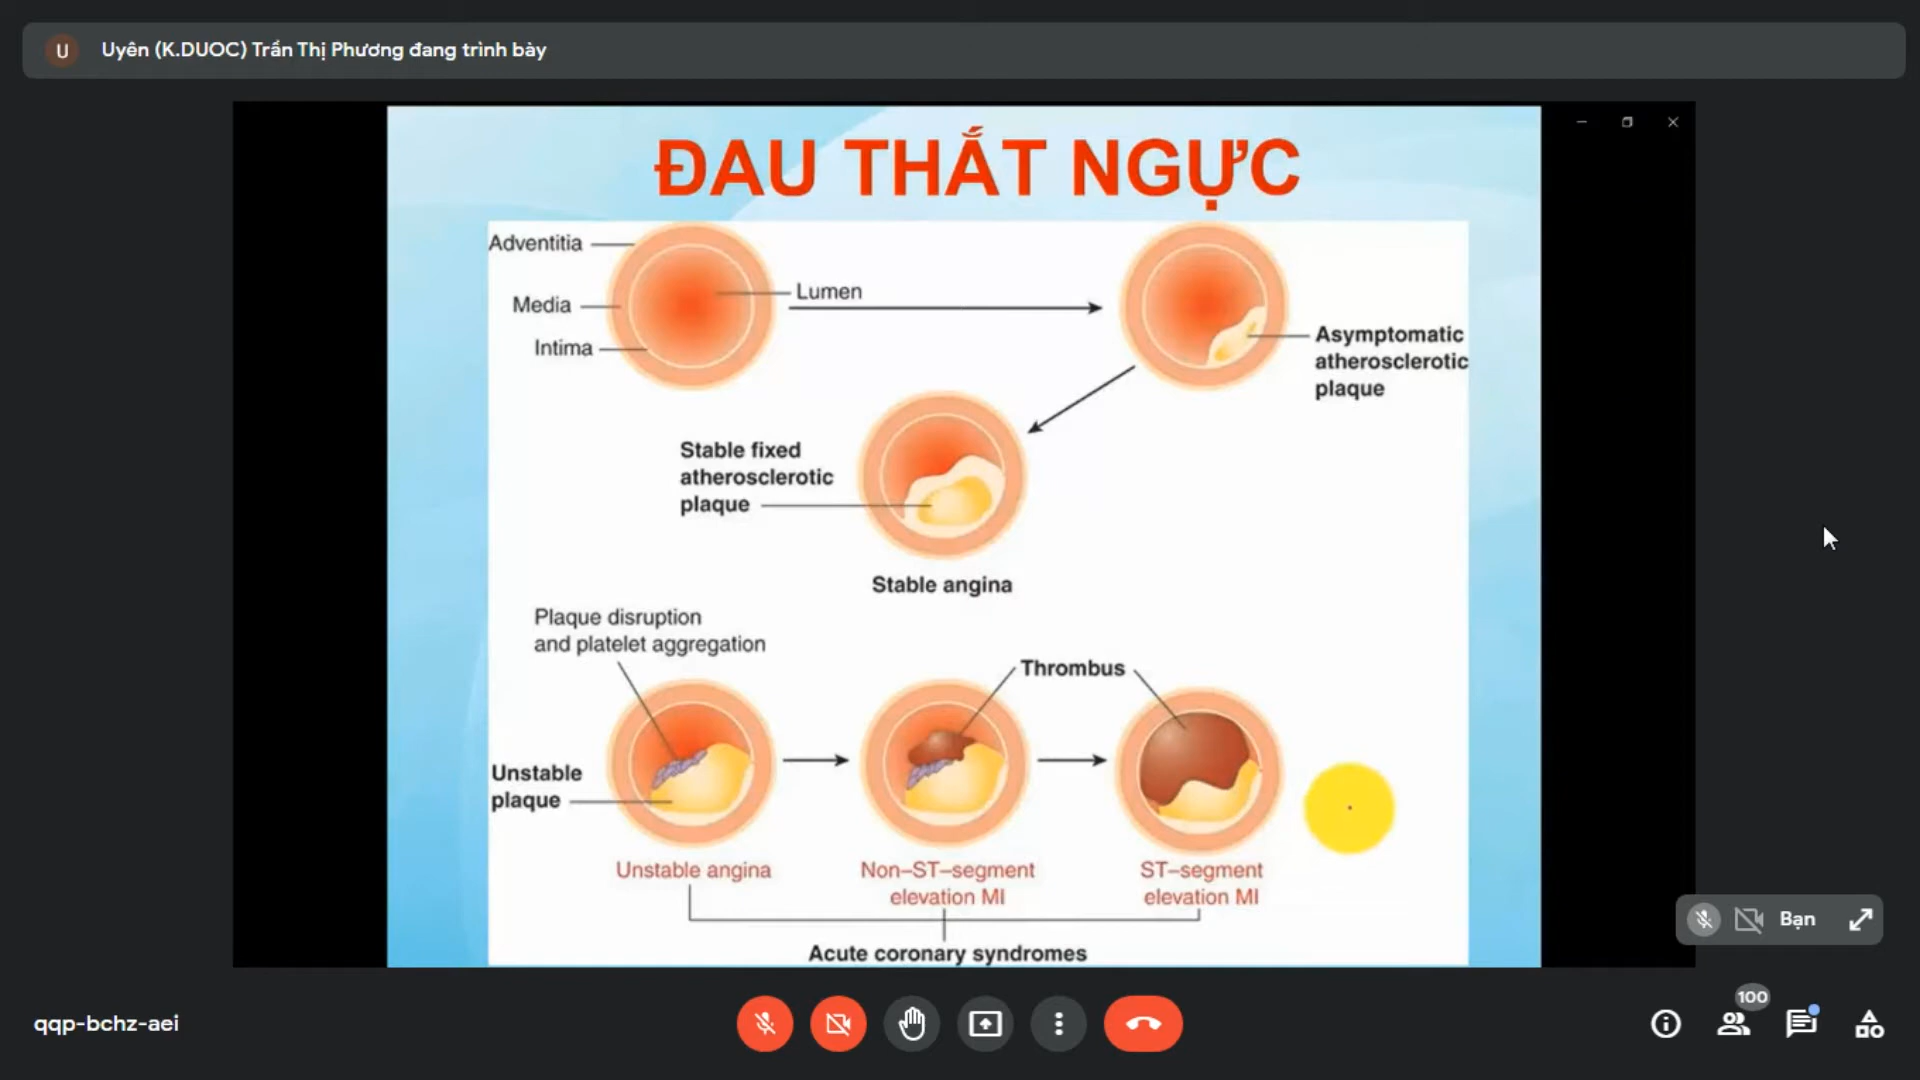 U Uyên (K.DUOC) Trần Thị Phương đang trình bày
ĐAU THẮT NGỰC
Adventitia
Lumen
Media
Intima
Asymptomatic
atherosclerotic
plaque
Stable fixed
atherosclerotic
plaque
Stable angina
Plaque disruption
and platelet aggregation
Thrombus
Unstable
plaque
Unstable angina
Non–ST–segment
elevation MI
ST–segment
elevation MI
Acute coronary syndromes
Bạn
100
qqp-bchz-aei